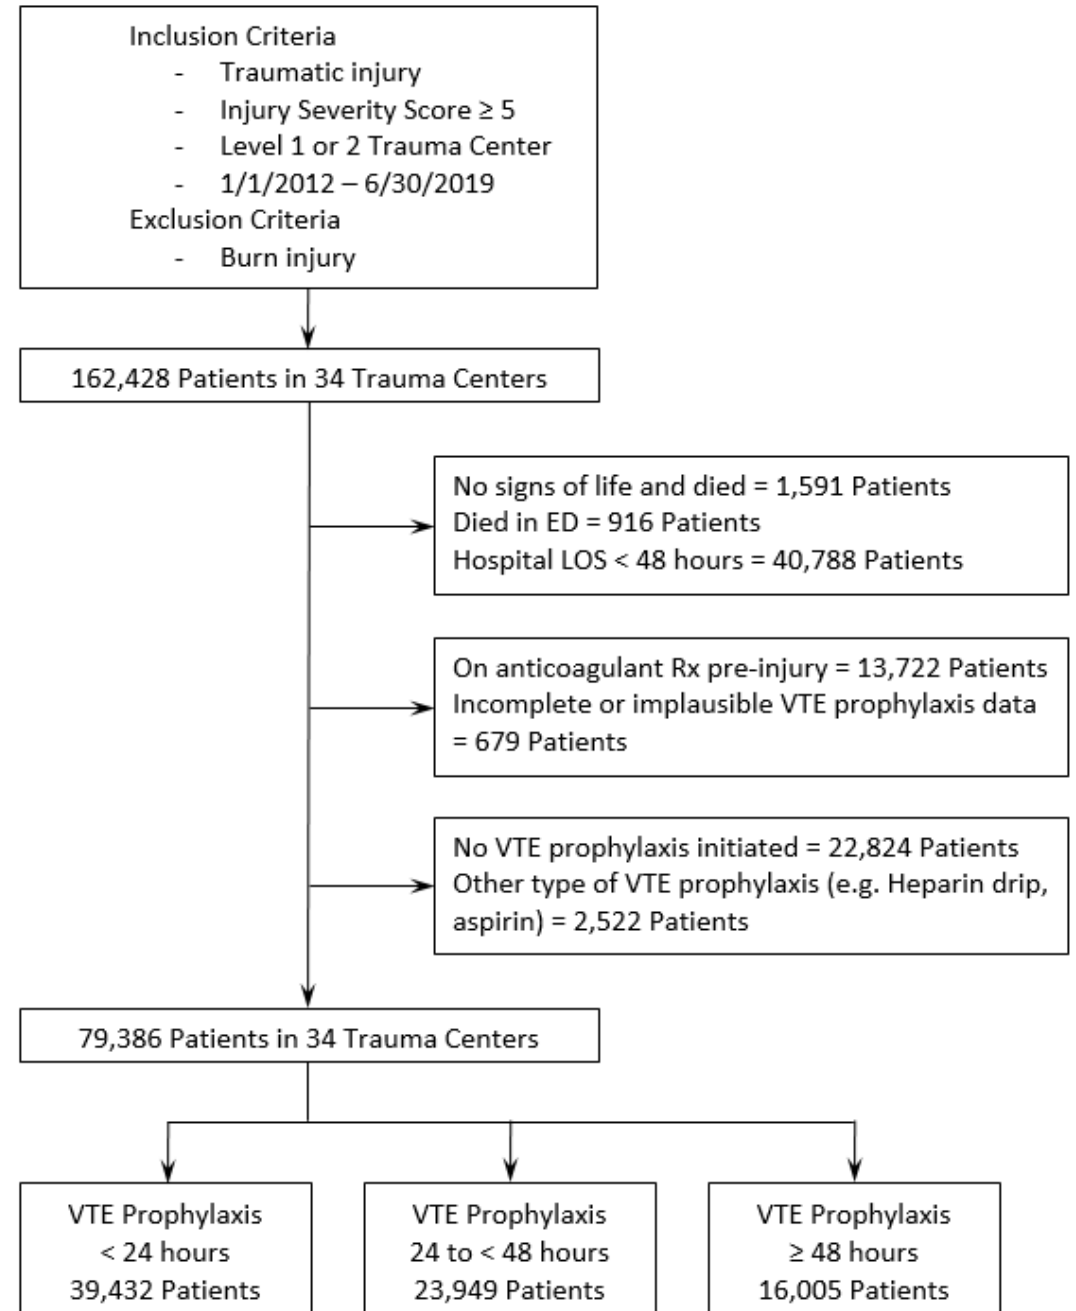 Inclusion Criteria
- Traumatic injury
- Injury Severity Score ≥ 5
- Level 1 or 2 Trauma Center
- 1/1/2012 – 6/30/2019
Exclusion Criteria
- Burn injury
162,428 Patients in 34 Trauma Centers
No signs of life and died = 1,591 Patients
Died in ED = 916 Patients
Hospital LOS < 48 hours = 40,788 Patients
On anticoagulant Rx pre-injury = 13,722 Patients
Incomplete or implausible VTE prophylaxis data
= 679 Patients
No VTE prophylaxis initiated = 22,824 Patients
Other type of VTE prophylaxis (e.g. Heparin drip,
aspirin) = 2,522 Patients
79,386 Patients in 34 Trauma Centers
VTE Prophylaxis
< 24 hours
39,432 Patients
VTE Prophylaxis
24 to < 48 hours
23,949 Patients
VTE Prophylaxis
≥ 48 hours
16,005 Patients